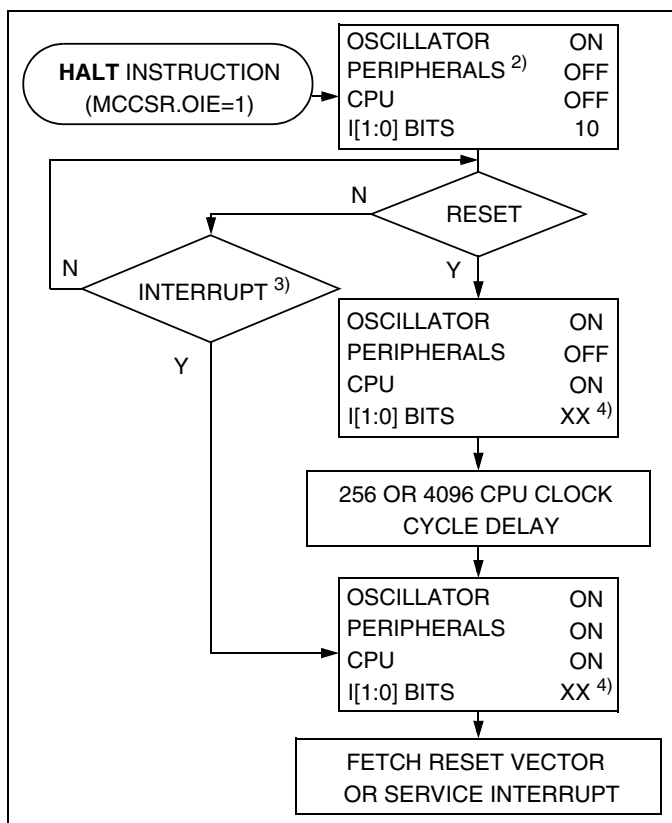 HALT INSTRUCTION
(MCCSR.OIE=1)
OSCILLATOR ON
PERIPHERALS 2) OFF
CPU OFF
I[1:0] BITS 10
RESET
N
Y
INTERRUPT 3)
N
Y
OSCILLATOR ON
PERIPHERALS OFF
CPU ON
I[1:0] BITS XX 4)
256 OR 4096 CPU CLOCK
CYCLE DELAY
OSCILLATOR ON
PERIPHERALS ON
CPU ON
I[1:0] BITS XX 4)
FETCH RESET VECTOR
OR SERVICE INTERRUPT